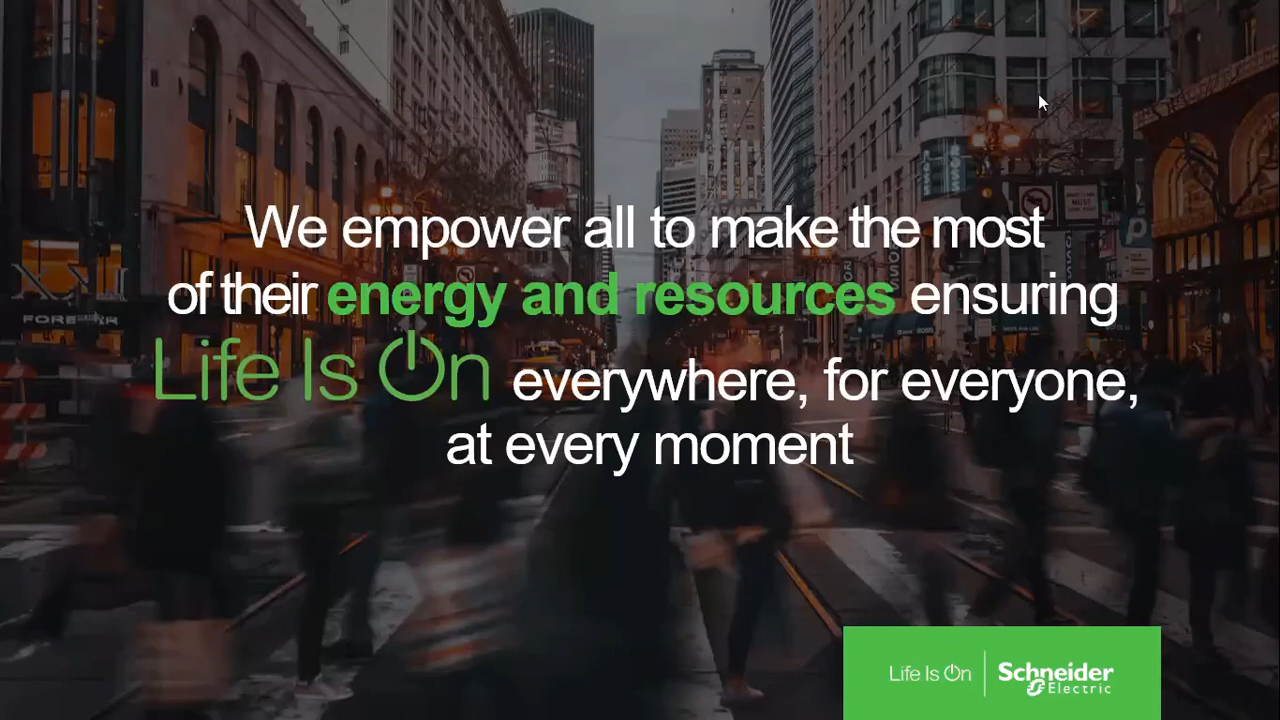 We empower all to make the most
of their energy and resources ensuring
Life Is On everywhere, for everyone,
at every moment
Life Is On
Schneider
Electric